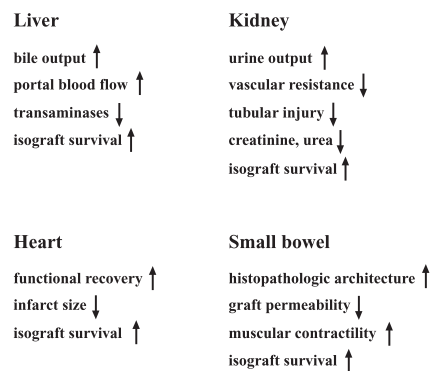 Liver
bile output ↑
portal blood flow ↑
transaminases ↓
isograft survival ↑
Kidney
urine output ↑
vascular resistance ↓
tubular injury ↓
creatinine, urea ↓
isograft survival ↑
Heart
functional recovery ↑
infarct size ↓
isograft survival ↑
Small bowel
histopathologic architecture ↑
graft permeability ↓
muscular contractility ↑
isograft survival ↑